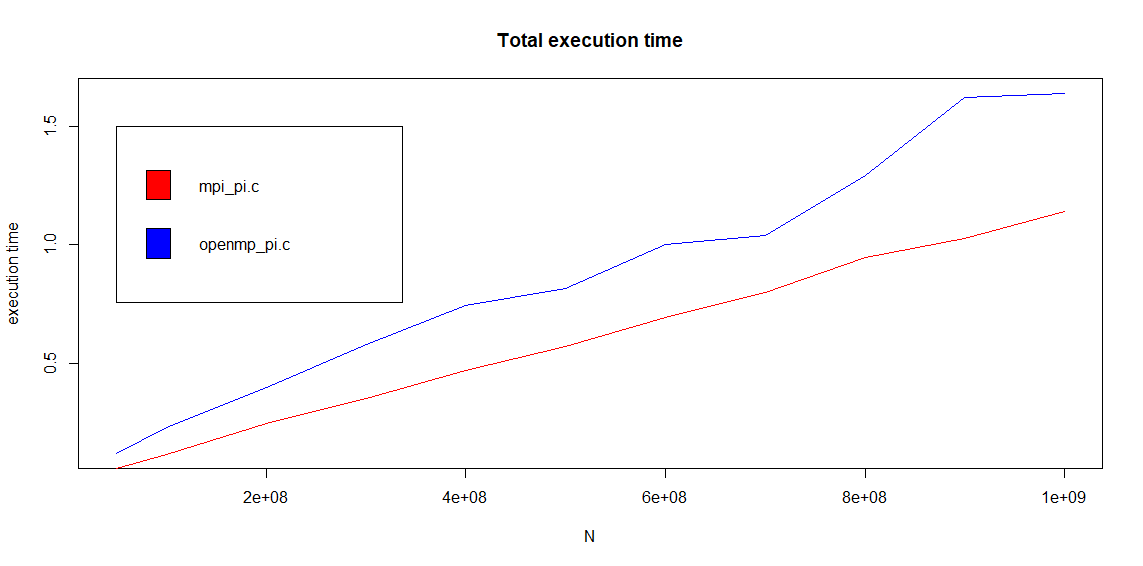 Total execution time
execution time
1.5
1.0
0.5
mpi_pi.c
openmp_pi.c
2e+08 4e+08 6e+08 8e+08 1e+09
N